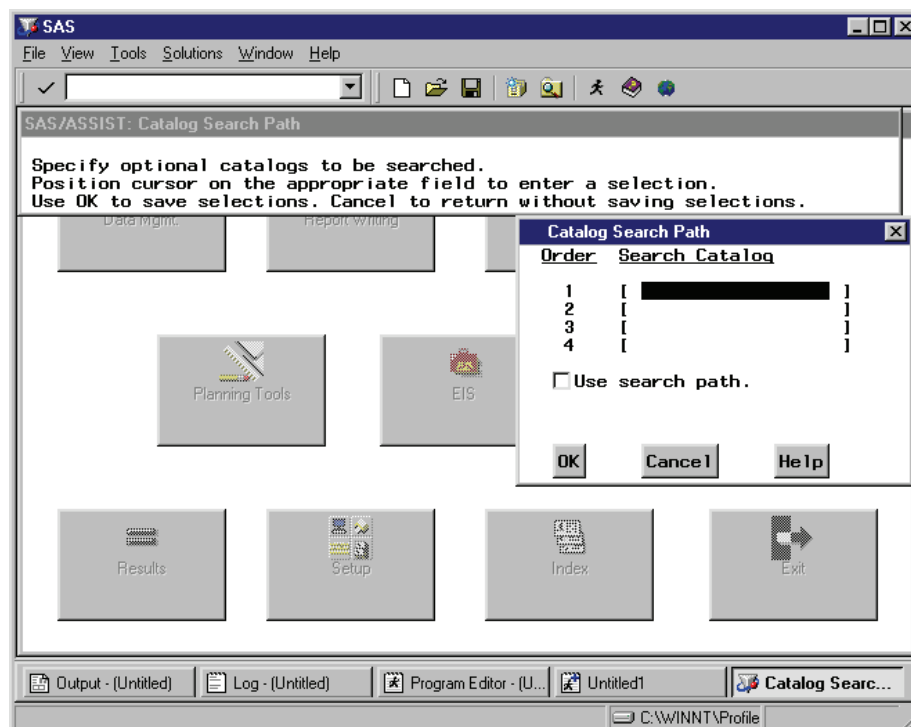 SAS
File View Tools Solutions Window Help
SAS/ASSIST: Catalog Search Path
Specify optional catalogs to be searched.
Position cursor on the appropriate field to enter a selection.
Use OK to save selections. Cancel to return without saving selections.
Data Mgmt. Report Writing
Catalog Search Path
Order Search Catalog
1 [ ]
2 [ ]
3 [ ]
4 [ ]
Use search path.
OK Cancel Help
Planning Tools EIS
Results Setup Index Exit
Output - (Untitled) Log - (Untitled) Program Editor - (U... Untitled1 Catalog Searc...
C:\WINNT\Profile